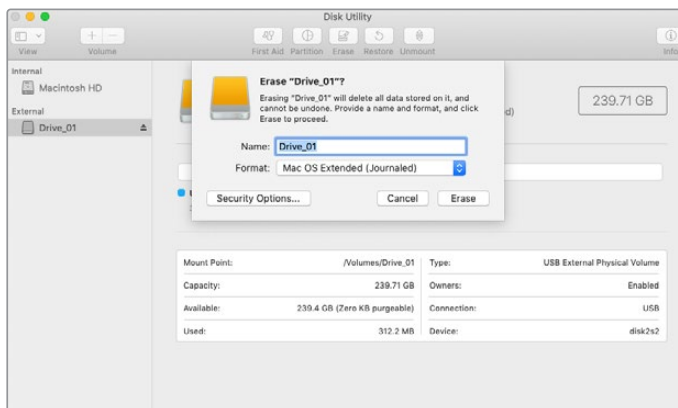 Disk Utility
View
Volume
First Aid
Partition
Erase
Restore
Unmount
Info
Internal
Macintosh HD
External
Drive_01
239.71 GB
Erase "Drive_01"?
Erasing "Drive_01" will delete all data stored on it, and
cannot be undone. Provide a name and format, and click
Erase to proceed.
Name: Drive_01
Format: Mac OS Extended (Journaled)
Security Options...
Cancel
Erase
Mount Point: /Volumes/Drive_01
Type: USB External Physical Volume
Capacity: 239.71 GB
Owners: Enabled
Available: 239.4 GB (Zero KB purgeable)
Connection: USB
Used: 312.2 MB
Device: disk2s2